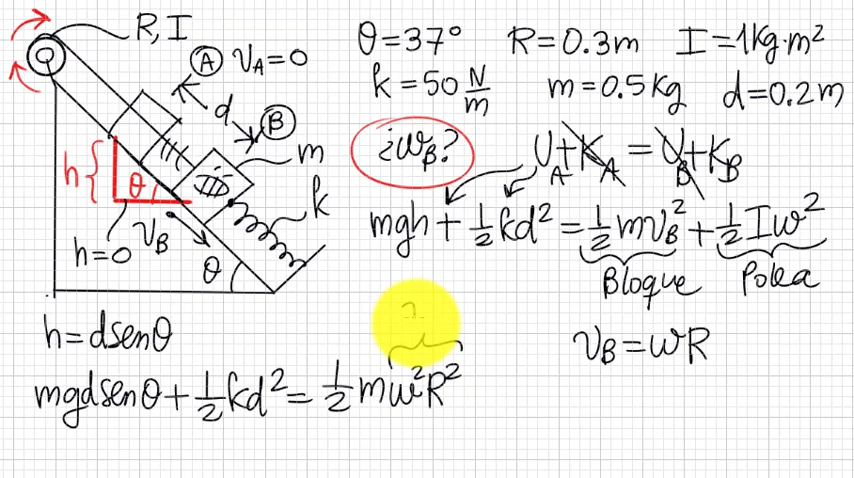 R, I
A v_A=0
d
B
m
k
h
θ
h=0
v_B
θ
θ=37° R=0.3m I=1Kg·m²
k=50 N/m m=0.5Kg d=0.2m
¿ω_B? U_A+K_A=U_B+K_B
mgh+½kd²=½mv_B²+½Iω²
Bloque Polea
h=dsenθ
v_B=ωR
mgdsenθ+½kd²=½mω²R²